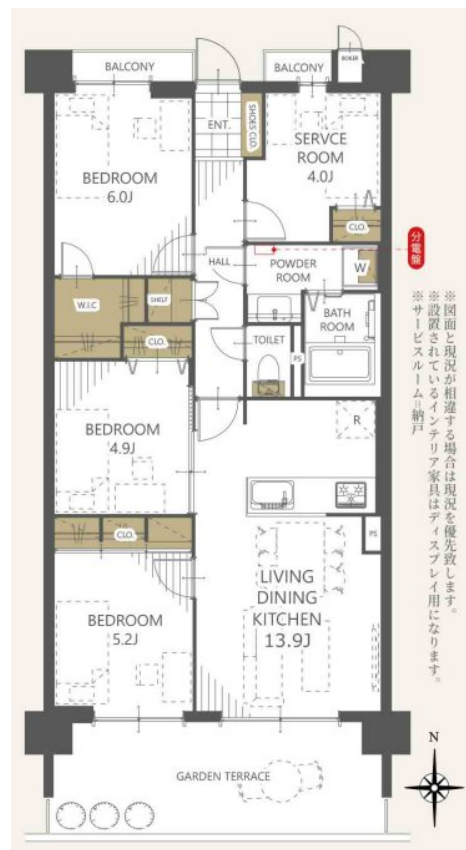 BALCONY
BALCONY
BOILER
ENT.
SHOES CLO.
SERVCE
ROOM
4.0J
BEDROOM
6.0J
CLO.
分電盤
HALL
POWDER
ROOM
W
W.I.C
SHELF
BATH
ROOM
CLO.
TOILET
PS
BEDROOM
4.9J
R
CLO.
PS
LIVING
DINING
KITCHEN
13.9J
BEDROOM
5.2J
※図面と現況が相違する場合は現況を優先致します。
※設置されているインテリア家具はディスプレイ用になります。
※サービスルーム=納戸
N
GARDEN TERRACE